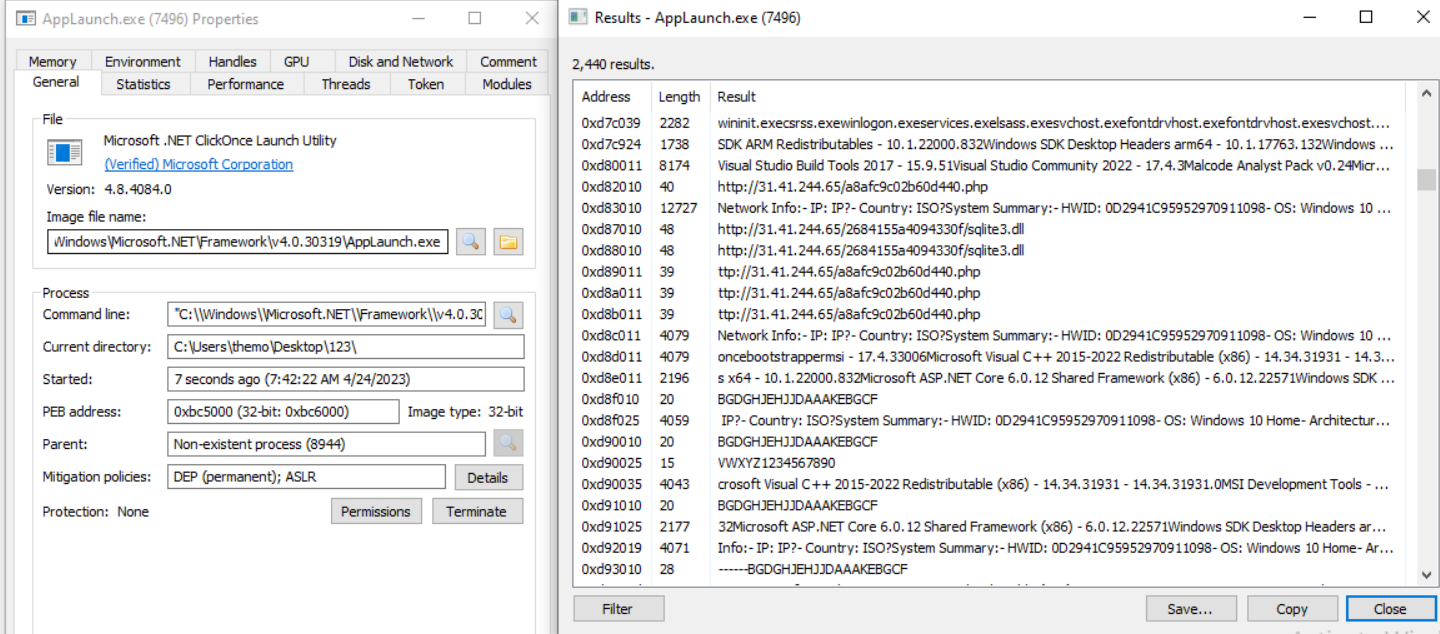 AppLaunch.exe (7496) Properties
Memory Environment Handles GPU Disk and Network Comment
General Statistics Performance Threads Token Modules
File
Microsoft .NET ClickOnce Launch Utility
(Verified) Microsoft Corporation
Version: 4.8.4084.0
Image file name:
Windows\Microsoft.NET\Framework\v4.0.30319\AppLaunch.exe
Process
Command line: "C:\\Windows\\Microsoft.NET\\Framework\\v4.0.30
Current directory: C:\Users\themo\Desktop\123\
Started: 7 seconds ago (7:42:22 AM 4/24/2023)
PEB address: 0xbc5000 (32-bit: 0xbc6000) Image type: 32-bit
Parent: Non-existent process (8944)
Mitigation policies: DEP (permanent); ASLR Details
Protection: None Permissions Terminate
Results - AppLaunch.exe (7496)
2,440 results.
Address Length Result
0xd7c039 2282 wininit.execsrss.exewinlogon.exeservices.exelsass.exesvchost.exefontdrvhost.exefontdrvhost.exesvchost....
0xd7c924 1738 SDK ARM Redistributables - 10.1.22000.832Windows SDK Desktop Headers arm64 - 10.1.17763.132Windows ...
0xd80011 8174 Visual Studio Build Tools 2017 - 15.9.51Visual Studio Community 2022 - 17.4.3Malcode Analyst Pack v0.24Micr...
0xd82010 40 http://31.41.244.65/a8afc9c02b60d440.php
0xd83010 12727 Network Info:- IP: IP?- Country: ISO?System Summary:- HWID: 0D2941C95952970911098- OS: Windows 10 ...
0xd87010 48 http://31.41.244.65/2684155a4094330f/sqlite3.dll
0xd88010 48 http://31.41.244.65/2684155a4094330f/sqlite3.dll
0xd89011 39 ttp://31.41.244.65/a8afc9c02b60d440.php
0xd8a011 39 ttp://31.41.244.65/a8afc9c02b60d440.php
0xd8b011 39 ttp://31.41.244.65/a8afc9c02b60d440.php
0xd8c011 4079 Network Info:- IP: IP?- Country: ISO?System Summary:- HWID: 0D2941C95952970911098- OS: Windows 10 ...
0xd8d011 4079 oncebootstrappermsi - 17.4.33006Microsoft Visual C++ 2015-2022 Redistributable (x86) - 14.34.31931 - 14.3...
0xd8e011 2196 s x64 - 10.1.22000.832Microsoft ASP.NET Core 6.0.12 Shared Framework (x86) - 6.0.12.22571Windows SDK ...
0xd8f010 20 BGDGHJEHJJDAAAKEBGCF
0xd8f025 4059 IP?- Country: ISO?System Summary:- HWID: 0D2941C95952970911098- OS: Windows 10 Home- Architectur...
0xd90010 20 BGDGHJEHJJDAAAKEBGCF
0xd90025 15 VWXYZ1234567890
0xd90035 4043 crosoft Visual C++ 2015-2022 Redistributable (x86) - 14.34.31931 - 14.34.31931.0MSI Development Tools - ...
0xd91010 20 BGDGHJEHJJDAAAKEBGCF
0xd91025 2177 32Microsoft ASP.NET Core 6.0.12 Shared Framework (x86) - 6.0.12.22571Windows SDK Desktop Headers ar...
0xd92019 4071 Info:- IP: IP?- Country: ISO?System Summary:- HWID: 0D2941C95952970911098- OS: Windows 10 Home- Ar...
0xd93010 28 ------BGDGHJEHJJDAAAKEBGCF
Filter Save... Copy Close